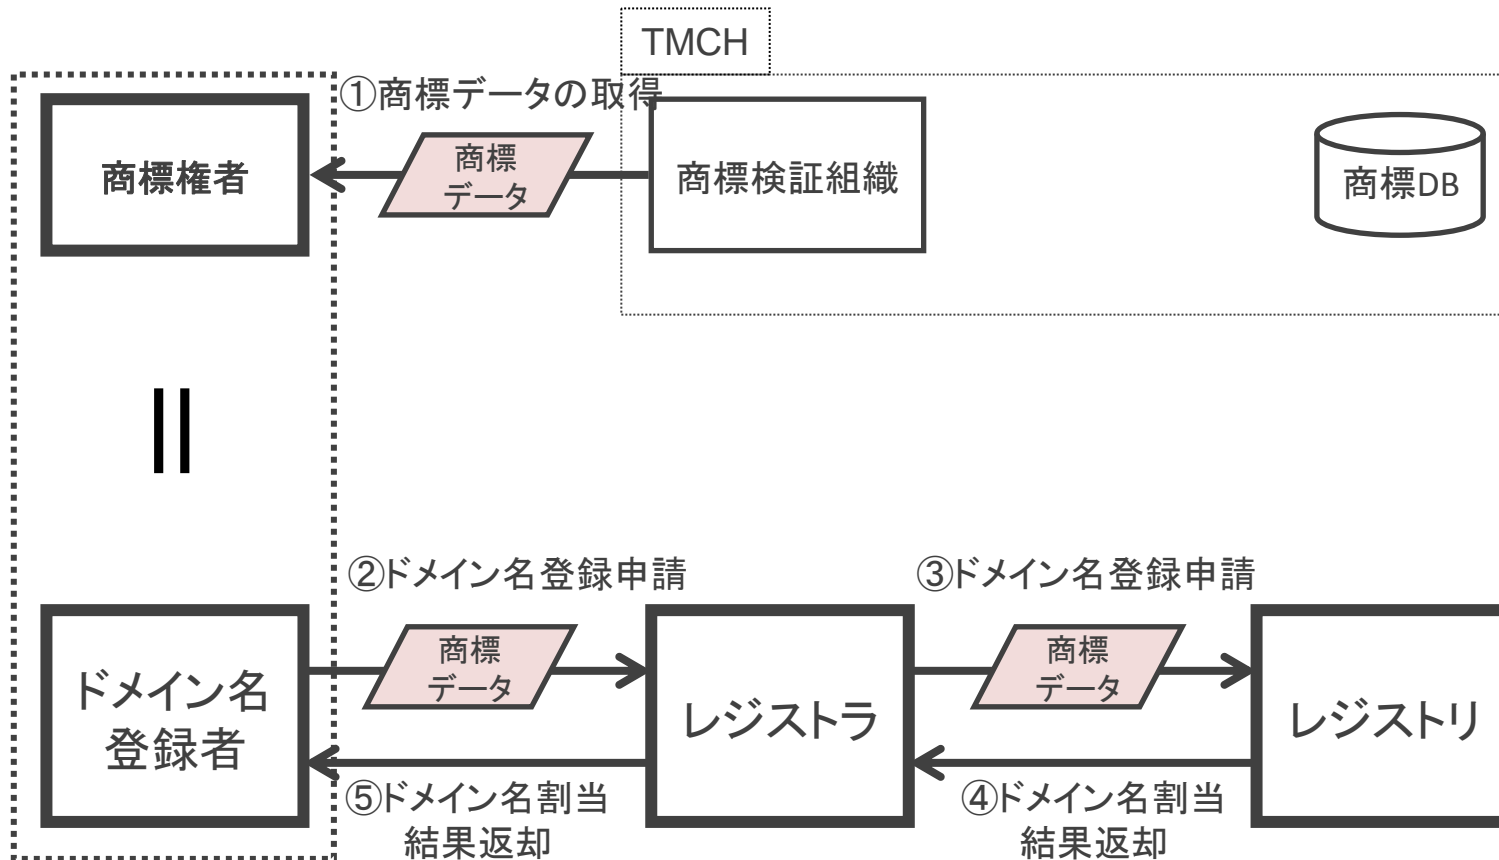 TMCH
①商標データの取得
商標権者
商標
データ
商標検証組織
商標DB
②ドメイン名登録申請
③ドメイン名登録申請
ドメイン名
登録者
商標
データ
レジストラ
商標
データ
レジストリ
⑤ドメイン名割当
結果返却
④ドメイン名割当
結果返却